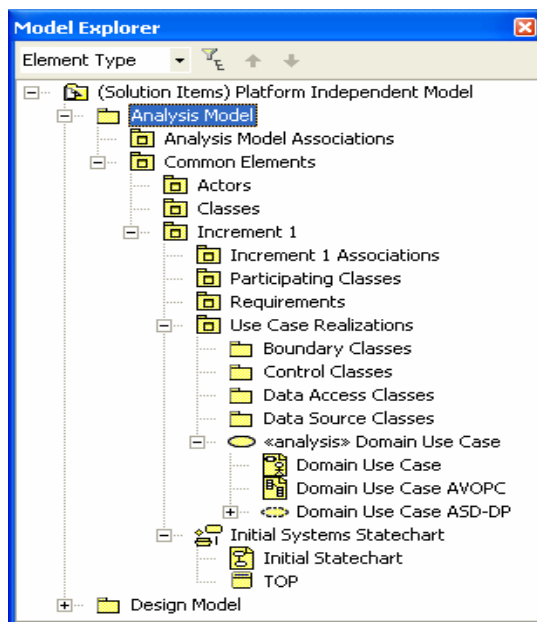 Model Explorer
Element Type
(Solution Items) Platform Independent Model
Analysis Model
Analysis Model Associations
Common Elements
Actors
Classes
Increment 1
Increment 1 Associations
Participating Classes
Requirements
Use Case Realizations
Boundary Classes
Control Classes
Data Access Classes
Data Source Classes
«analysis» Domain Use Case
Domain Use Case
Domain Use Case AVOPC
Domain Use Case ASD-DP
Initial Systems Statechart
Initial Statechart
TOP
Design Model